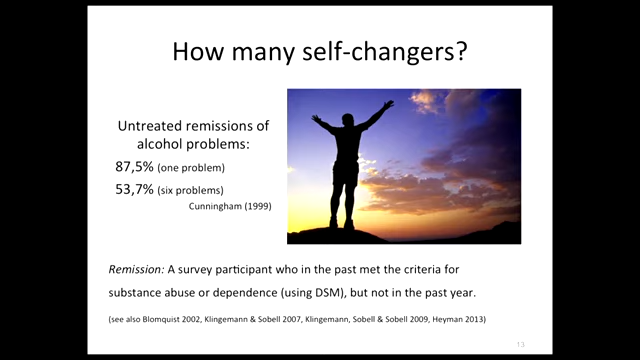 How many self-changers?
Untreated remissions of
alcohol problems:
87,5% (one problem)
53,7% (six problems)
Cunningham (1999)
Remission: A survey participant who in the past met the criteria for
substance abuse or dependence (using DSM), but not in the past year.
(see also Blomquist 2002, Klingemann & Sobell 2007, Klingemann, Sobell & Sobell 2009, Heyman 2013)
13